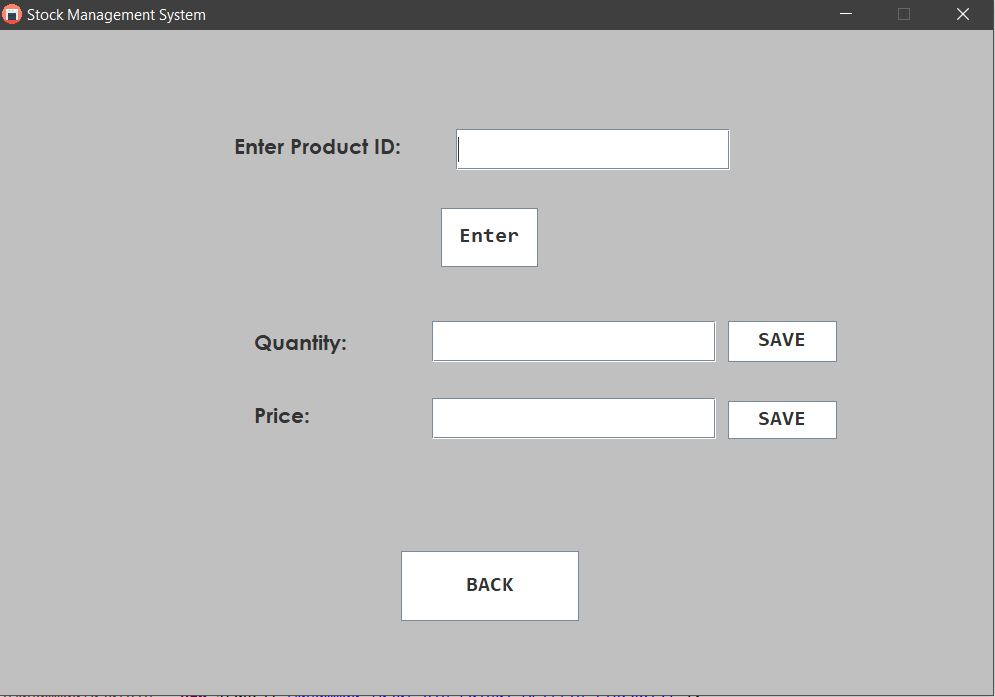 Stock Management System
Enter Product ID:
Enter
Quantity:
SAVE
Price:
SAVE
BACK